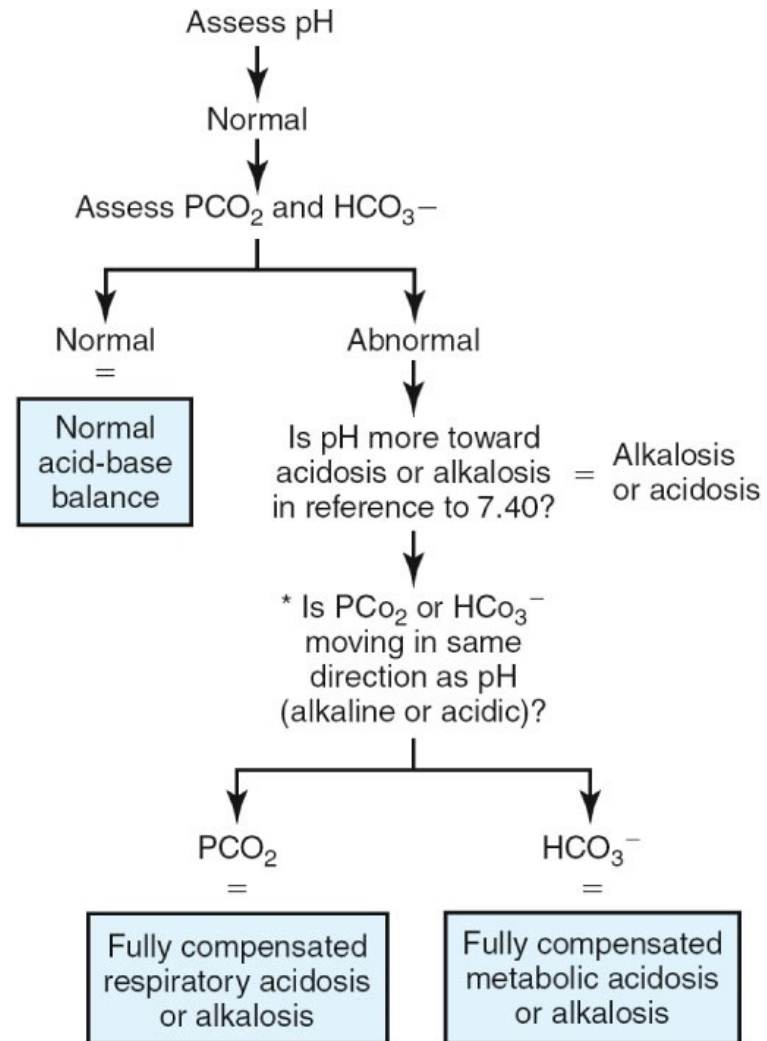 Assess pH
Normal
Assess PCO₂ and HCO₃−
Normal
=
Normal
acid-base
balance
Abnormal
Is pH more toward
acidosis or alkalosis
in reference to 7.40?
=
Alkalosis
or acidosis
* Is PCo₂ or HCo₃⁻
moving in same
direction as pH
(alkaline or acidic)?
PCO₂
=
Fully compensated
respiratory acidosis
or alkalosis
HCO₃⁻
=
Fully compensated
metabolic acidosis
or alkalosis